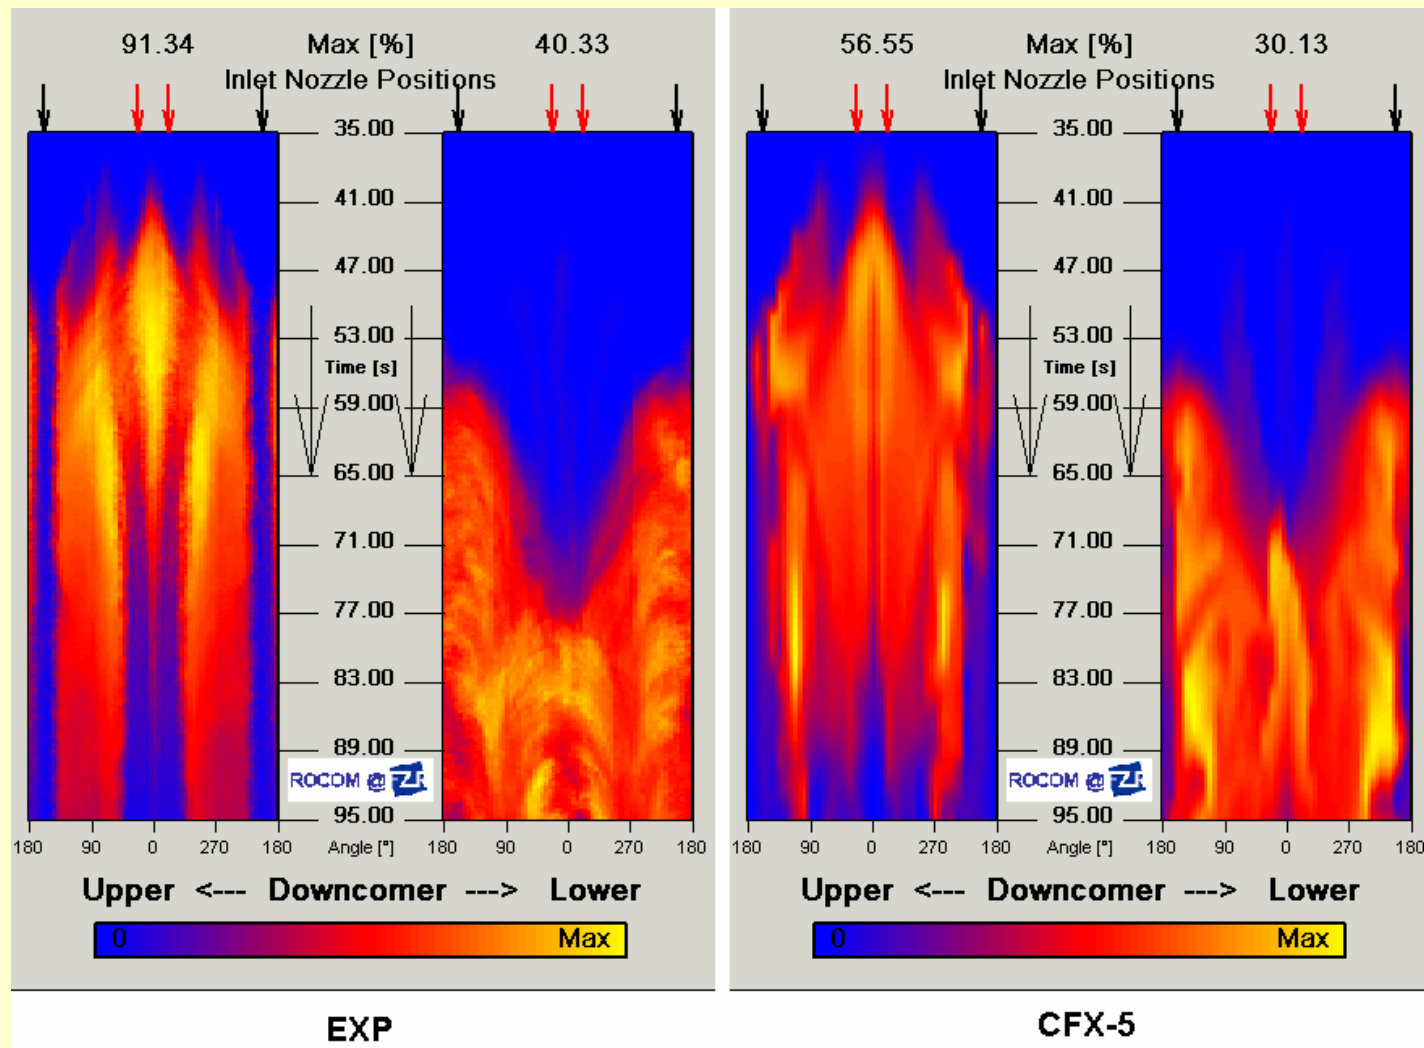 91.34 Max [%] 40.33
Inlet Nozzle Positions
35.00
41.00
47.00
53.00
Time [s]
59.00
65.00
71.00
77.00
83.00
89.00
ROCOM @ FZR
95.00
180 90 0 270 Angle [°] 180 90 0 270 180
Upper <--- Downcomer ---> Lower
0 Max
EXP
56.55 Max [%] 30.13
Inlet Nozzle Positions
35.00
41.00
47.00
53.00
Time [s]
59.00
65.00
71.00
77.00
83.00
89.00
ROCOM @ FZR
95.00
180 90 0 270 180 Angle [°] 180 90 0 270 180
Upper <--- Downcomer ---> Lower
0 Max
CFX-5